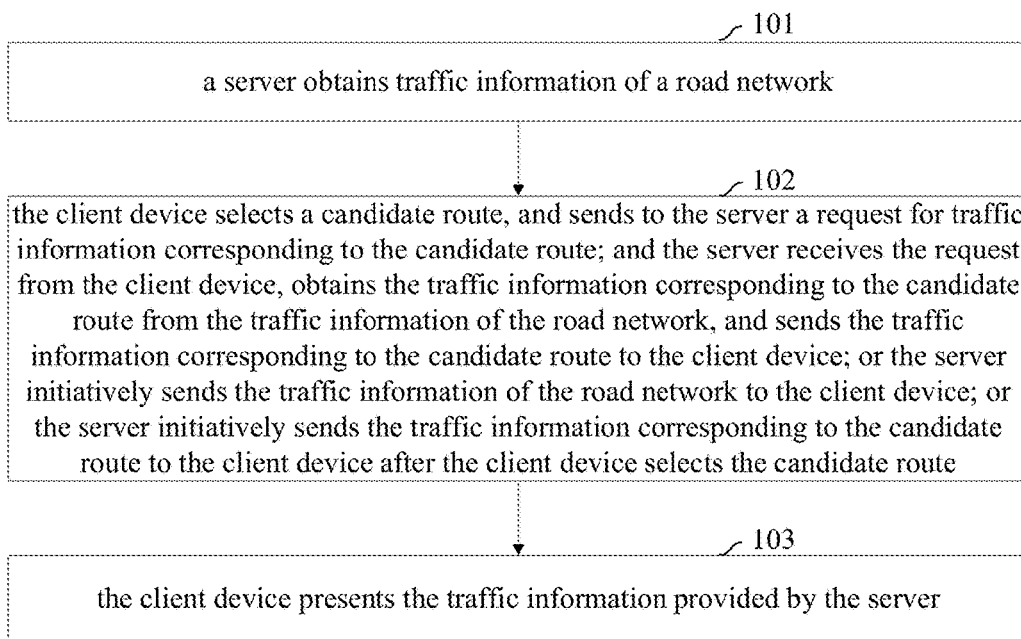 101
a server obtains traffic information of a road network
102
the client device selects a candidate route, and sends to the server a request for traffic
information corresponding to the candidate route; and the server receives the request
from the client device, obtains the traffic information corresponding to the candidate
route from the traffic information of the road network, and sends the traffic
information corresponding to the candidate route to the client device; or the server
initiatively sends the traffic information of the road network to the client device; or
the server initiatively sends the traffic information corresponding to the candidate
route to the client device after the client device selects the candidate route
103
the client device presents the traffic information provided by the server